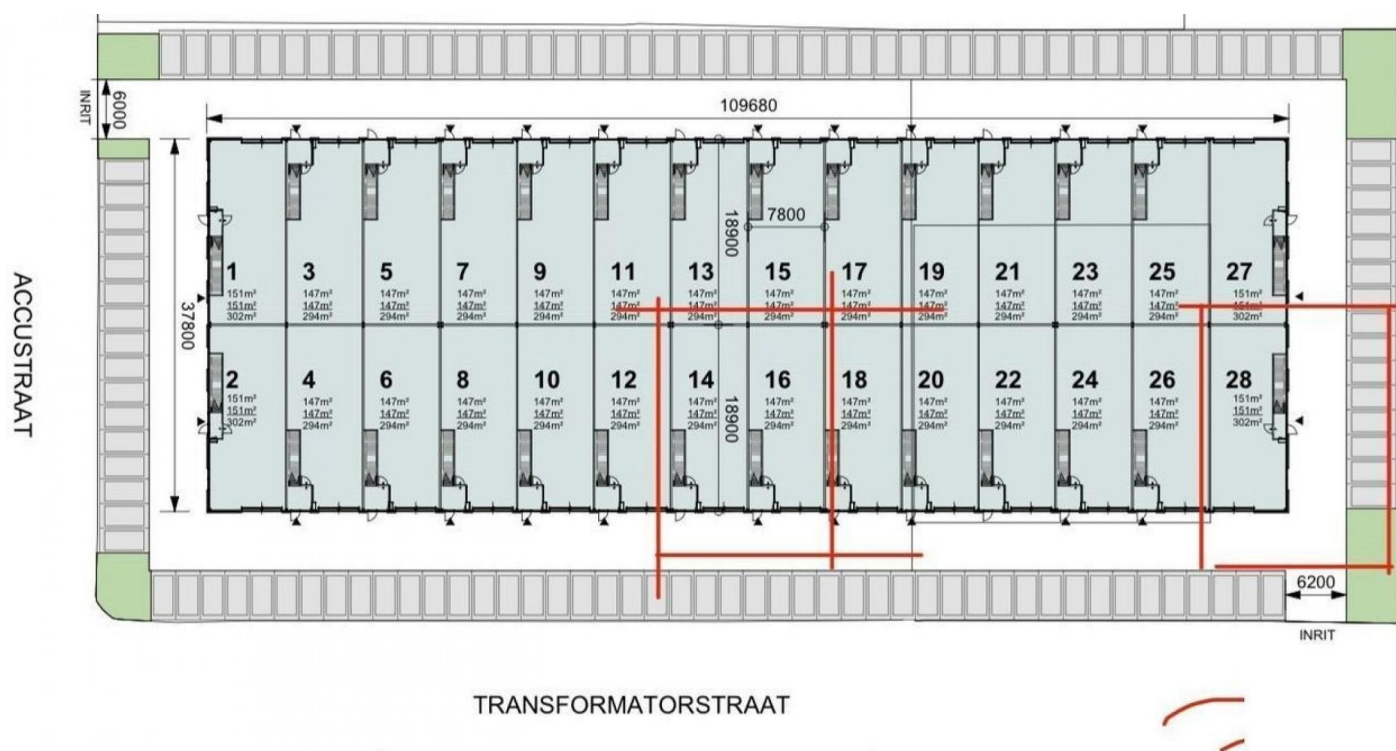 109680
INRIT
6000
7800
18900
37800
1
151m²
151m²
302m²
3
147m²
147m²
294m²
5
147m²
147m²
294m²
7
147m²
147m²
294m²
9
147m²
147m²
294m²
11
147m²
147m²
294m²
13
147m²
147m²
294m²
15
147m²
147m²
294m²
17
147m²
147m²
294m²
19
147m²
147m²
294m²
21
147m²
147m²
294m²
23
147m²
147m²
294m²
25
147m²
147m²
294m²
27
151m²
151m²
302m²
ACCUSTRAAT
2
151m²
151m²
302m²
4
147m²
147m²
294m²
6
147m²
147m²
294m²
8
147m²
147m²
294m²
10
147m²
147m²
294m²
12
147m²
147m²
294m²
14
147m²
147m²
294m²
16
147m²
147m²
294m²
18
147m²
147m²
294m²
20
147m²
147m²
294m²
22
147m²
147m²
294m²
24
147m²
147m²
294m²
26
147m²
147m²
294m²
28
151m²
151m²
302m²
18900
6200
INRIT
TRANSFORMATORSTRAAT